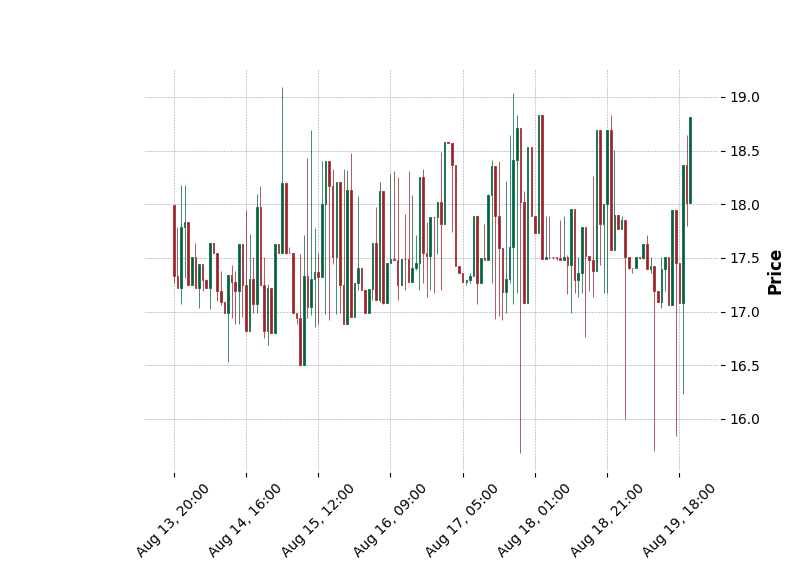 19.0
18.5
18.0
17.5
17.0
16.5
16.0
Price
Aug 13, 20:00
Aug 14, 16:00
Aug 15, 12:00
Aug 16, 09:00
Aug 17, 05:00
Aug 18, 01:00
Aug 18, 21:00
Aug 19, 18:00